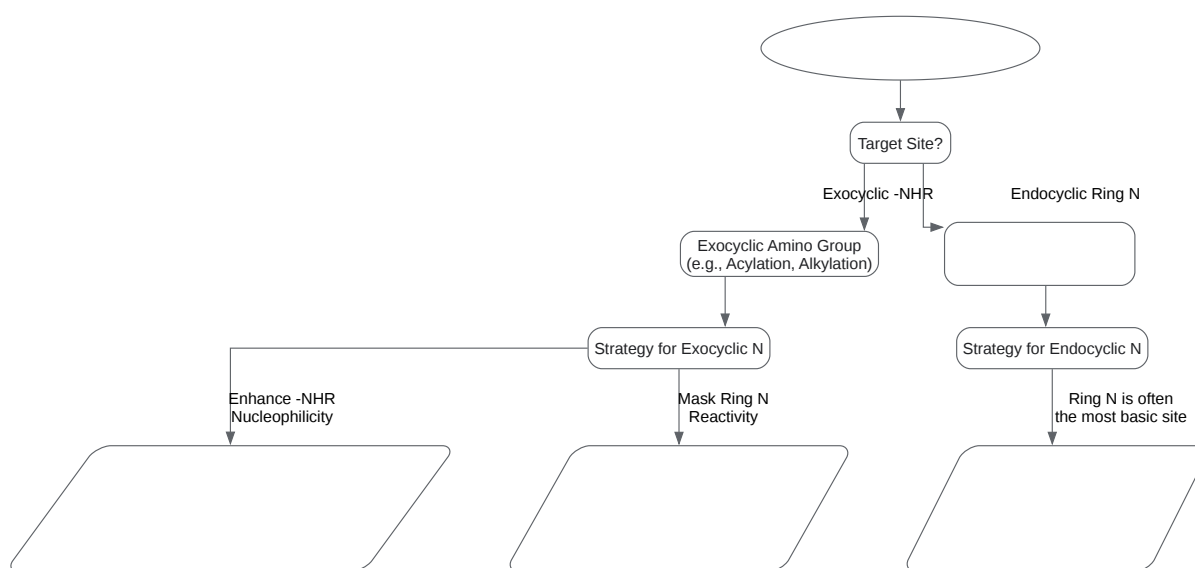 Target Site?
Exocyclic -NHR
Endocyclic Ring N
Exocyclic Amino Group
(e.g., Acylation, Alkylation)
Strategy for Exocyclic N
Strategy for Endocyclic N
Enhance -NHR
Nucleophilicity
Mask Ring N
Reactivity
Ring N is often
the most basic site